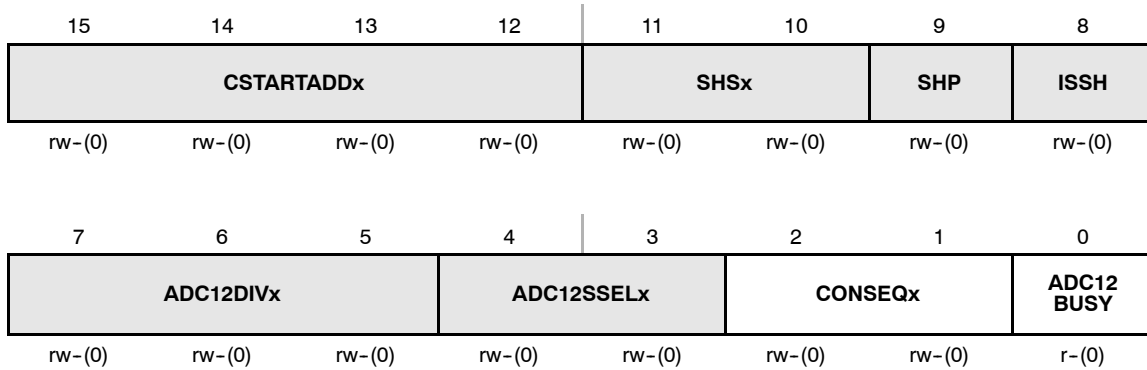 15 14 13 12 11 10 9 8
CSTARTADDx SHSx SHP ISSH
rw-(0) rw-(0) rw-(0) rw-(0) rw-(0) rw-(0) rw-(0) rw-(0)
7 6 5 4 3 2 1 0
ADC12DIVx ADC12SSELx CONSEQx ADC12
BUSY
rw-(0) rw-(0) rw-(0) rw-(0) rw-(0) rw-(0) rw-(0) r-(0)